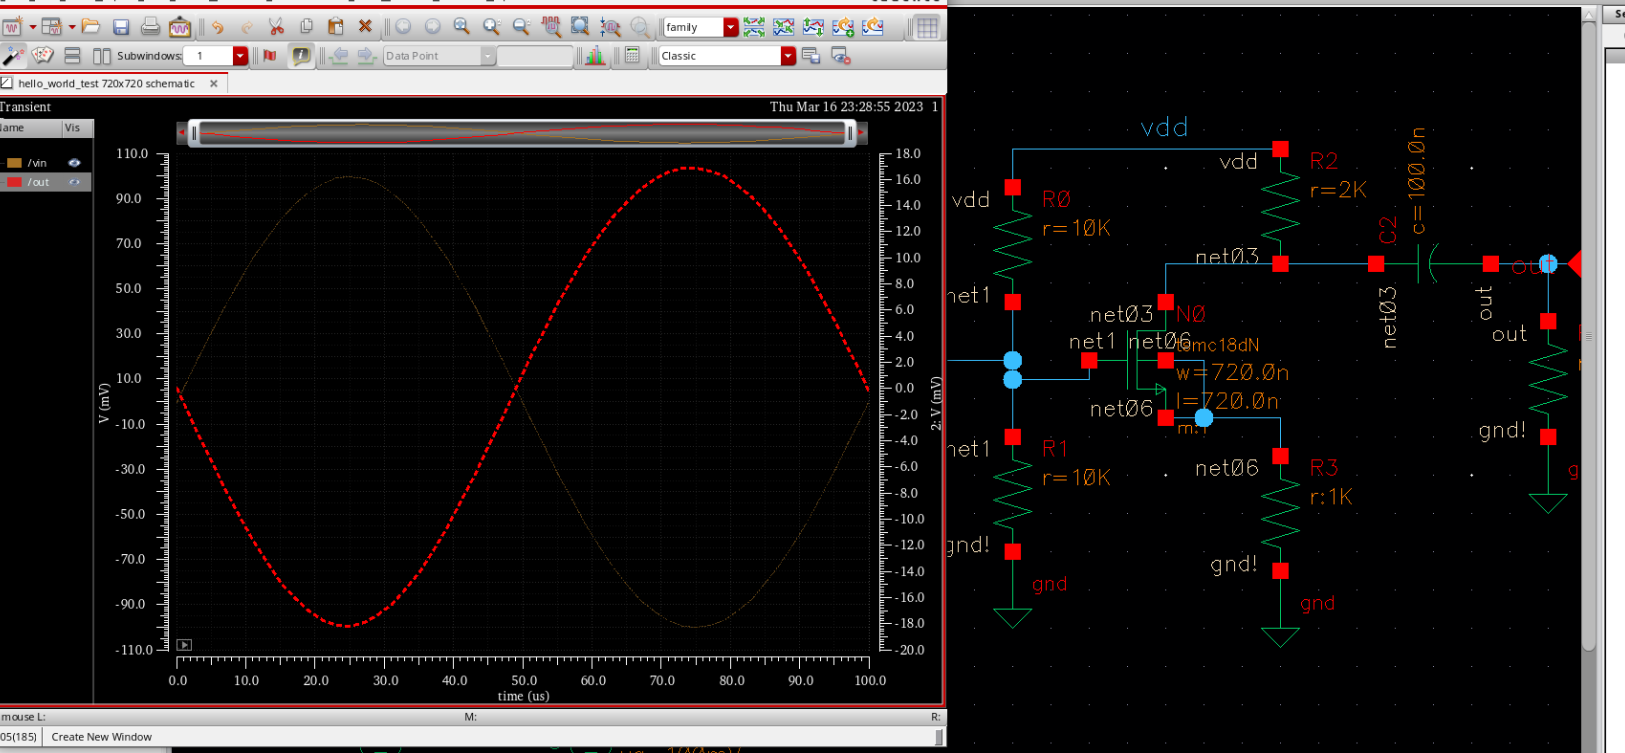 family
Subwindows: 1
Data Point
Classic
hello_world_test 720x720 schematic
Transient
Thu Mar 16 23:28:55 2023 1
Vis
/vin
/out
110.0
90.0
70.0
50.0
30.0
10.0
-10.0
-30.0
-50.0
-70.0
-90.0
-110.0
V (mV)
18.0
16.0
14.0
12.0
10.0
8.0
6.0
4.0
2.0
0.0
-2.0
-4.0
-6.0
-8.0
-10.0
-12.0
-14.0
-16.0
-18.0
-20.0
2: V (mV)
0.0 10.0 20.0 30.0 40.0 50.0 60.0 70.0 80.0 90.0 100.0
time (us)
mouse L: M: R:
05(185) Create New Window
vdd
vdd
R2
r=2K
c=100.0n
C2
vdd
R0
r=10K
net03
out
net1
net03
N0
net03
out
out
net1
net06
w=720.0n
l=720.0n
net06
gnd!
net1
R1
r=10K
net06
R3
r:1K
gnd!
gnd!
gnd
gnd